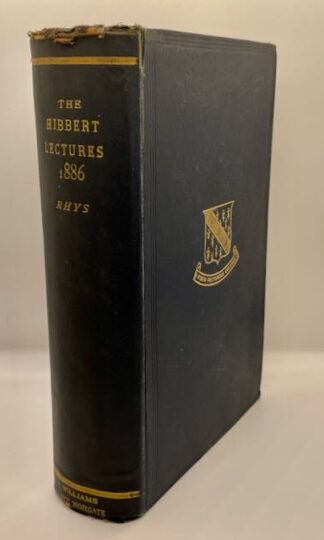 THE
HIBBERT
LECTURES
1886
RHYS
WILLIAMS
NORGATE